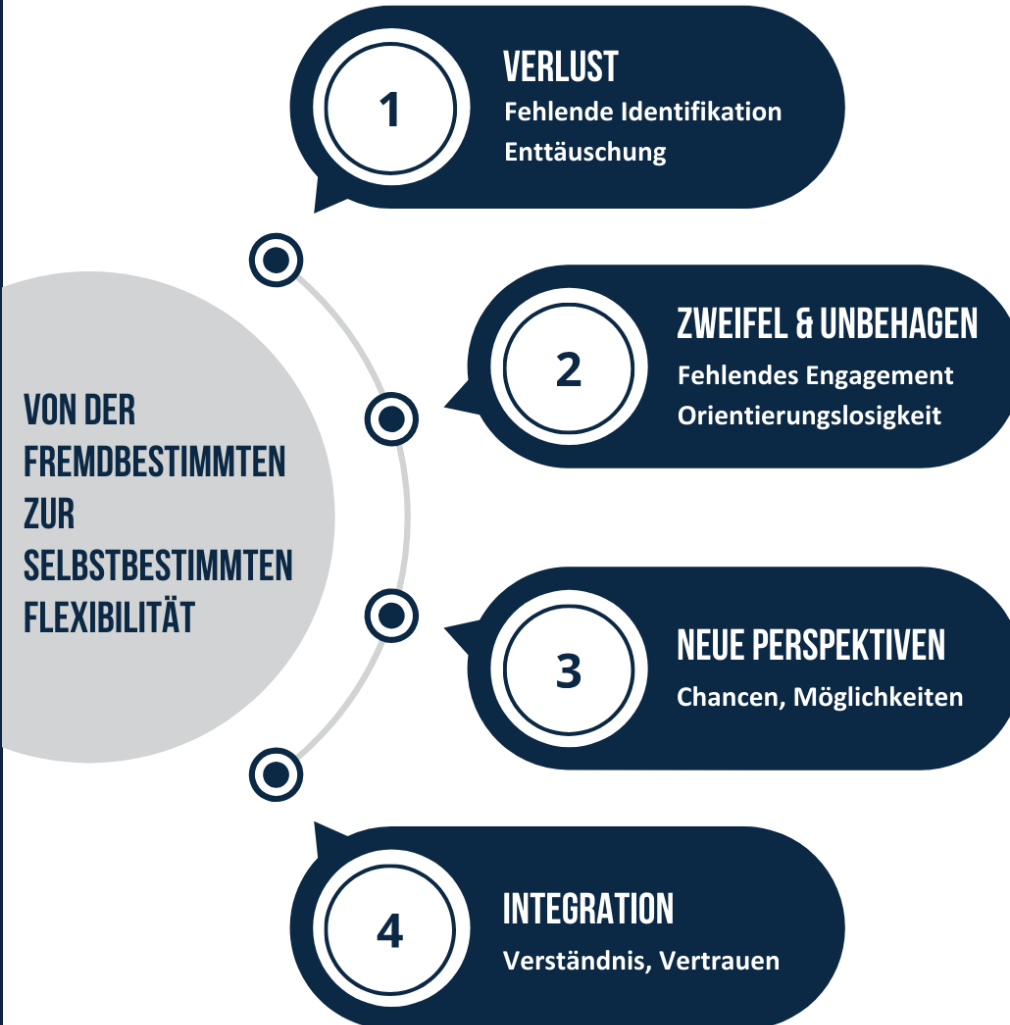 VON DER
FREMDBESTIMMTEN
ZUR
SELBSTBESTIMMTEN
FLEXIBILITÄT
1
VERLUST
Fehlende Identifikation
Enttäuschung
2
ZWEIFEL & UNBEHAGEN
Fehlendes Engagement
Orientierungslosigkeit
3
NEUE PERSPEKTIVEN
Chancen, Möglichkeiten
4
INTEGRATION
Verständnis, Vertrauen